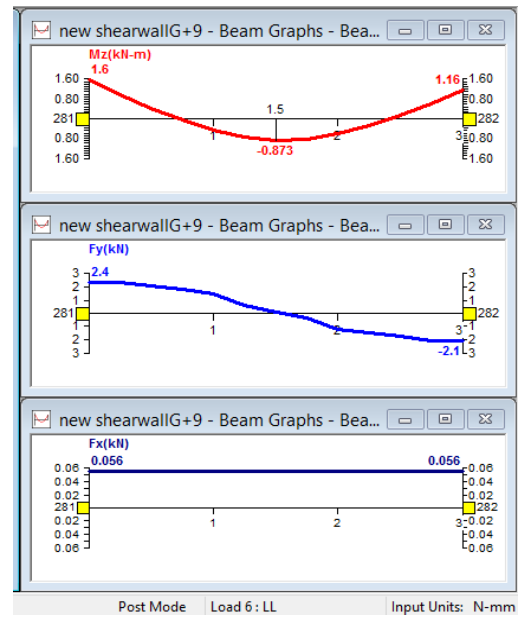 new shearwallG+9 - Beam Graphs - Bea...
Mz(kN-m)
1.6
1.16
1.60 1.60
0.80 0.80
281 1.5 282
1 2 3
0.80 -0.873 0.80
1.60 1.60
new shearwallG+9 - Beam Graphs - Bea...
Fy(kN)
3 2.4 3
2 2
1 1
281 282
1 1 2 3 1
2 2
3 -2.1 3
new shearwallG+9 - Beam Graphs - Bea...
Fx(kN)
0.056 0.056
0.06 0.06
0.04 0.04
0.02 0.02
281 282
0.02 1 2 3 0.02
0.04 0.04
0.06 0.06
Post Mode Load 6 : LL Input Units: N-mm